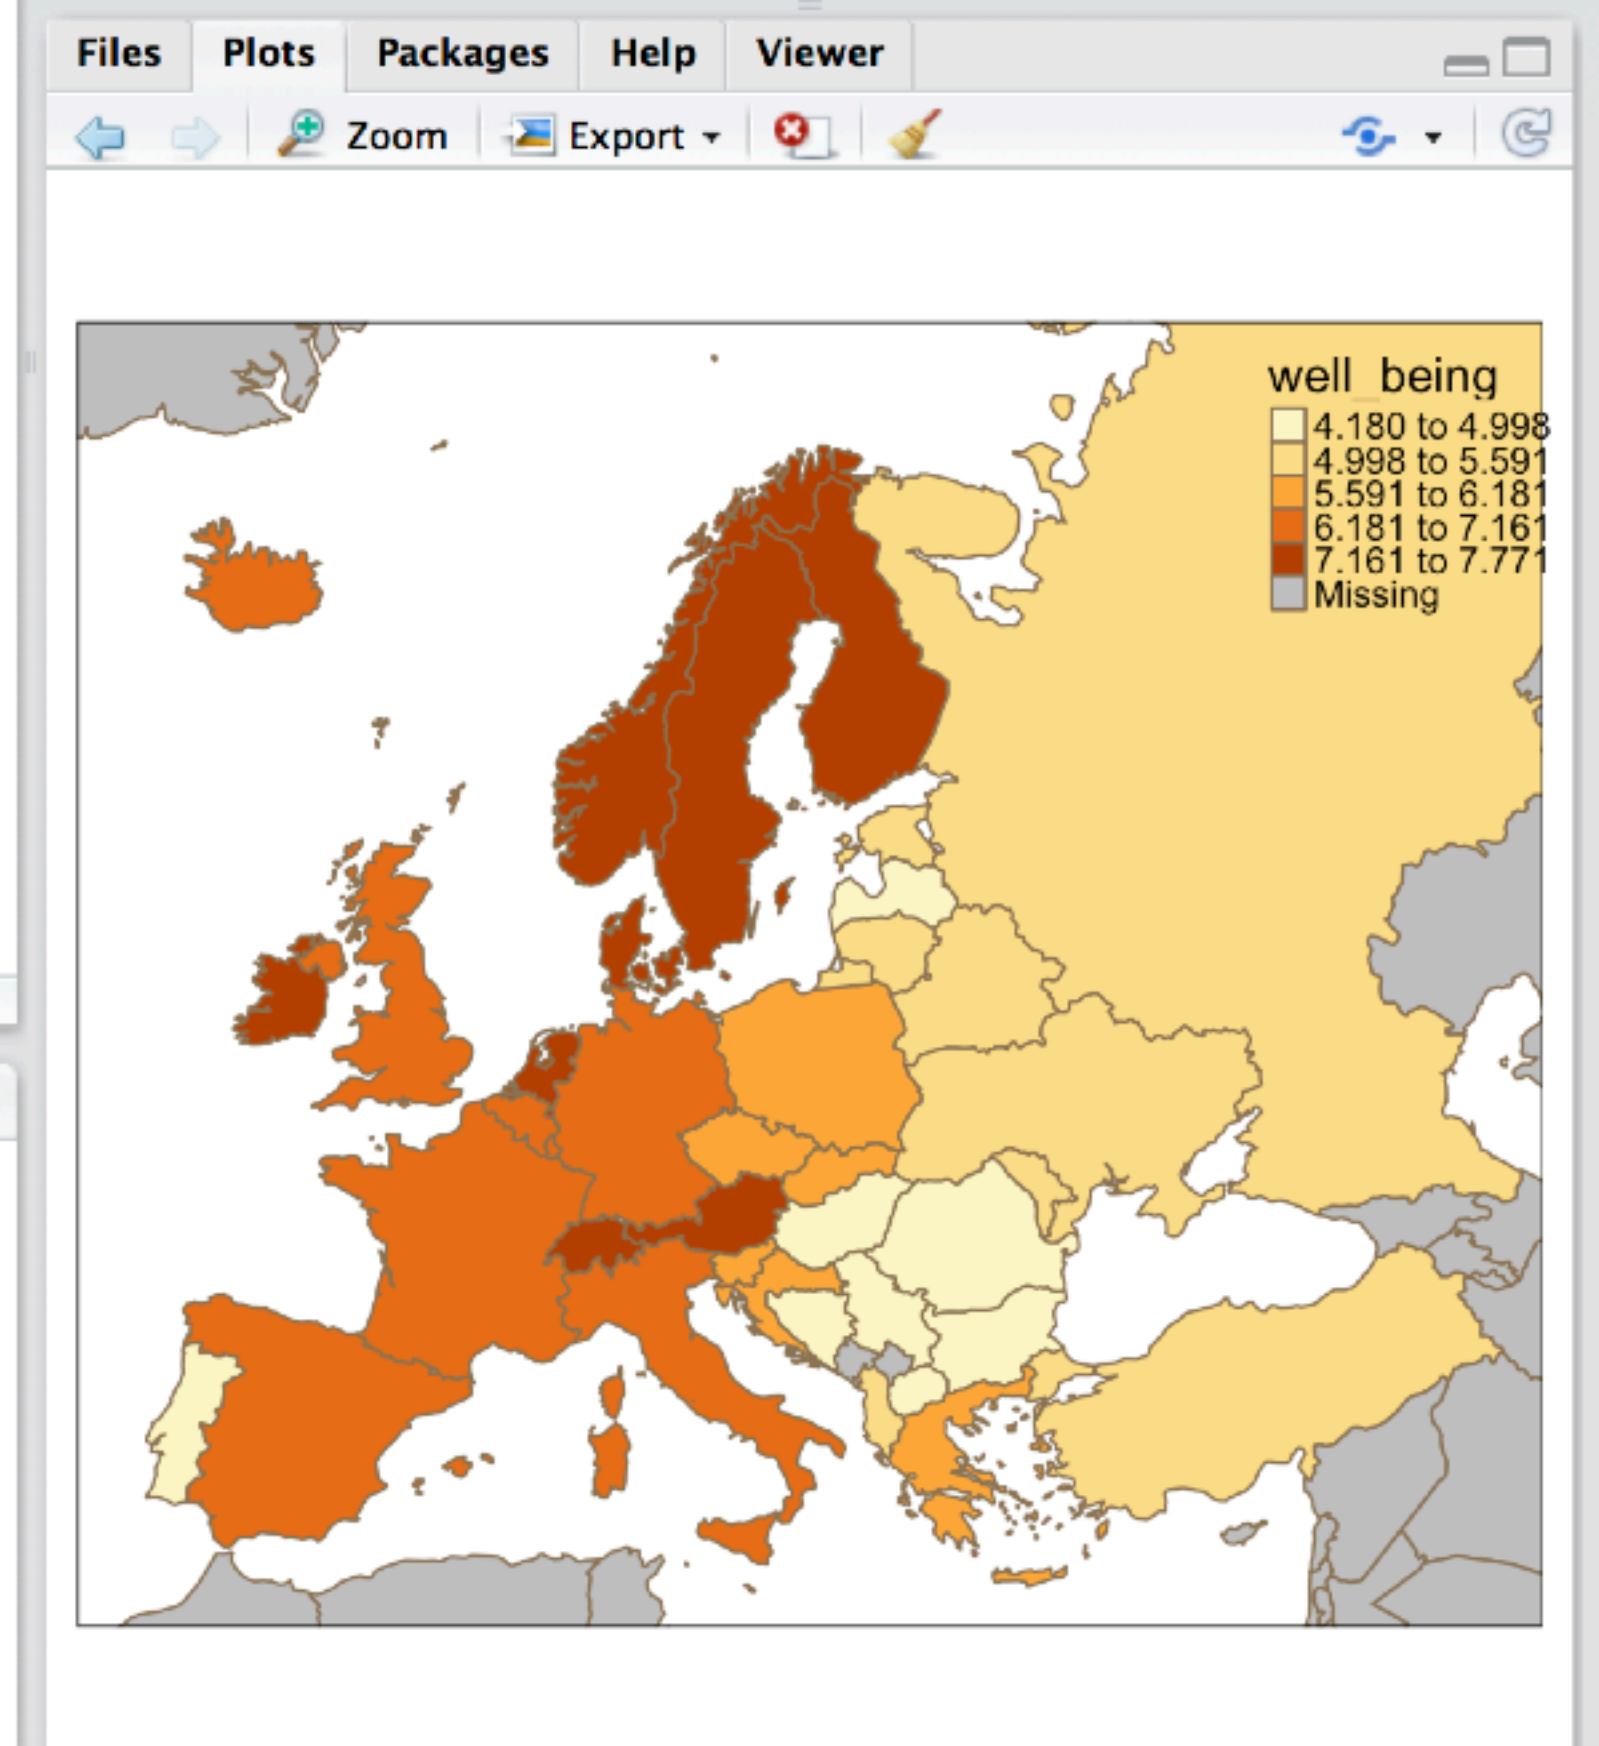 Files Plots Packages Help Viewer
Zoom Export
well_being
4.180 to 4.998
4.998 to 5.591
5.591 to 6.181
6.181 to 7.161
7.161 to 7.771
Missing